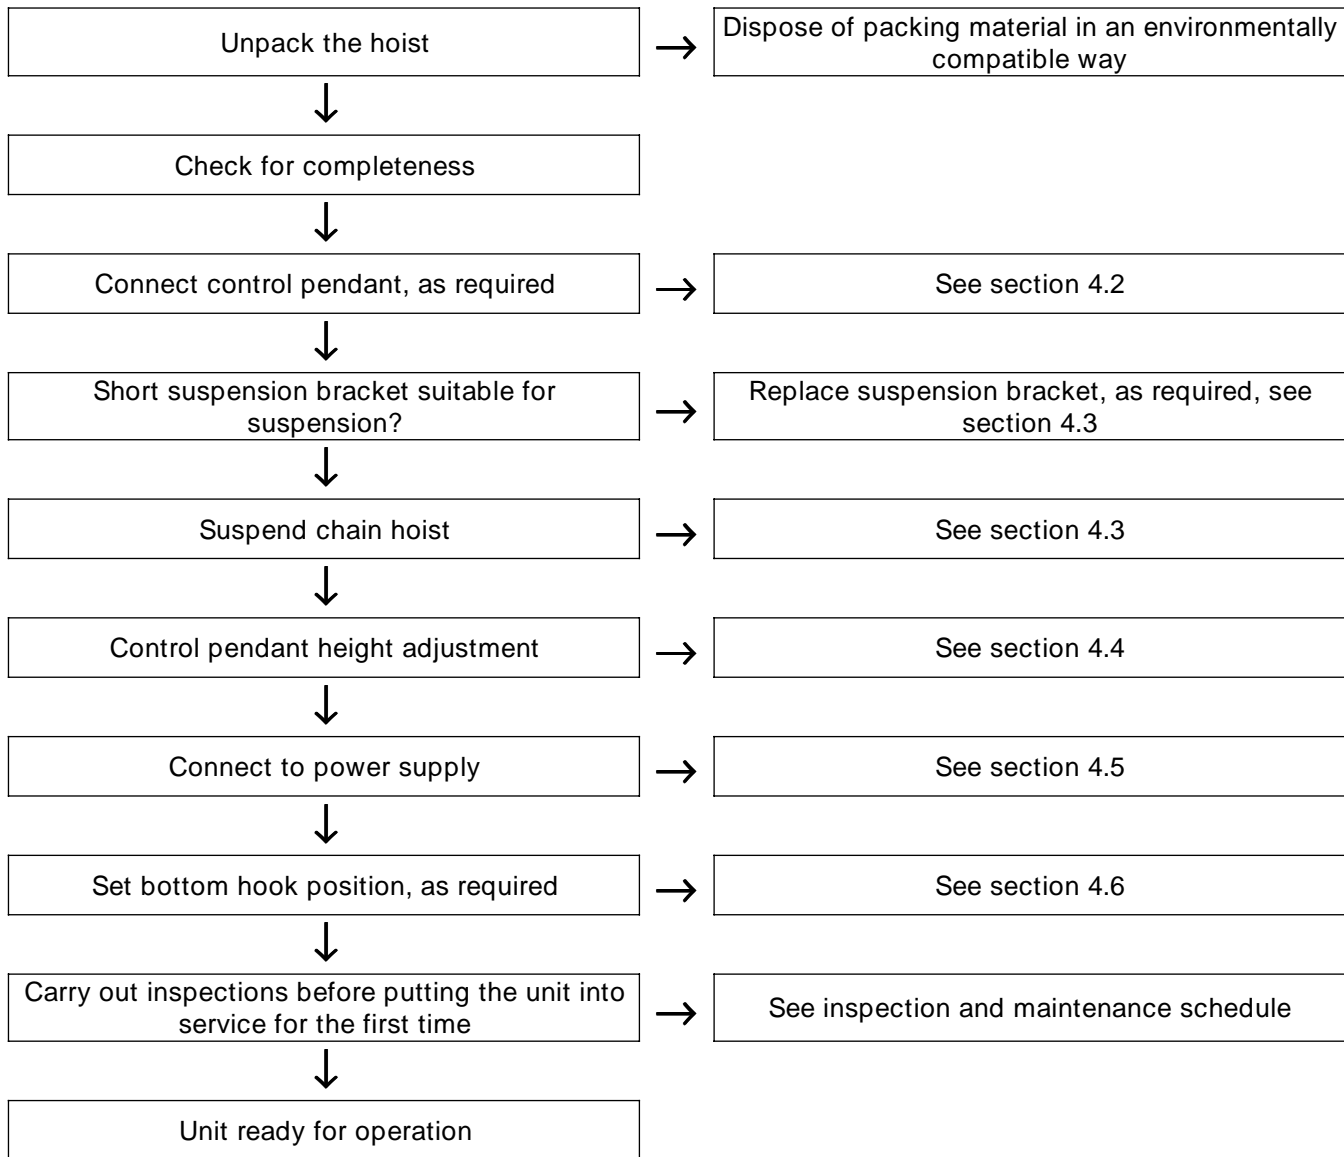 Unpack the hoist
Dispose of packing material in an environmentally
compatible way
Check for completeness
Connect control pendant, as required
See section 4.2
Short suspension bracket suitable for
suspension?
Replace suspension bracket, as required, see
section 4.3
Suspend chain hoist
See section 4.3
Control pendant height adjustment
See section 4.4
Connect to power supply
See section 4.5
Set bottom hook position, as required
See section 4.6
Carry out inspections before putting the unit into
service for the first time
See inspection and maintenance schedule
Unit ready for operation